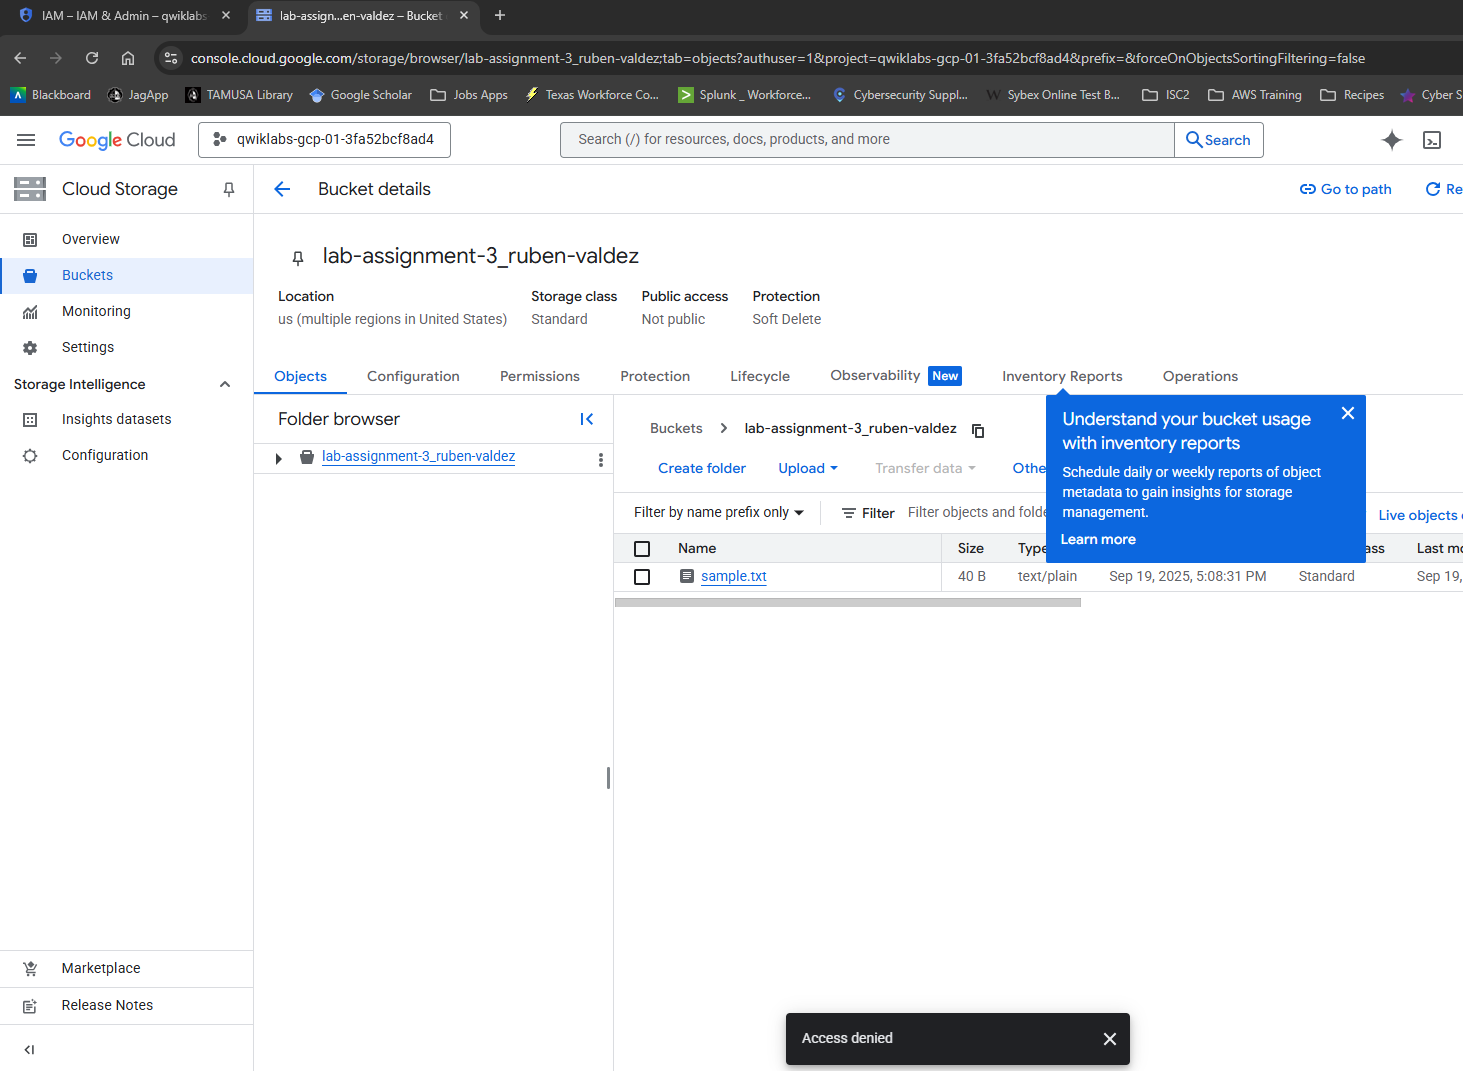 IAM – IAM & Admin – qwiklabs
lab-assign...en-valdez – Bucket
console.cloud.google.com/storage/browser/lab-assignment-3_ruben-valdez;tab=objects?authuser=1&project=qwiklabs-gcp-01-3fa52bcf8ad4&prefix=&forceOnObjectsSortingFiltering=false
Blackboard JagApp TAMUSA Library Google Scholar Jobs Apps Texas Workforce Co... Splunk _ Workforce... Cybersecurity Suppl... Sybex Online Test B... ISC2 AWS Training Recipes Cyber S
Google Cloud qwiklabs-gcp-01-3fa52bcf8ad4 Search (/) for resources, docs, products, and more Search
Cloud Storage
Overview
Buckets
Monitoring
Settings
Storage Intelligence
Insights datasets
Configuration
Marketplace
Release Notes
Bucket details Go to path Re
lab-assignment-3_ruben-valdez
Location Storage class Public access Protection
us (multiple regions in United States) Standard Not public Soft Delete
Objects Configuration Permissions Protection Lifecycle Observability New Inventory Reports Operations
Folder browser
lab-assignment-3_ruben-valdez
Buckets lab-assignment-3_ruben-valdez
Create folder Upload Transfer data Othe
Filter by name prefix only Filter Filter objects and folde Live objects
Name Size Type ass Last mo
sample.txt 40 B text/plain Sep 19, 2025, 5:08:31 PM Standard Sep 19,
Understand your bucket usage
with inventory reports
Schedule daily or weekly reports of object
metadata to gain insights for storage
management.
Learn more
Access denied